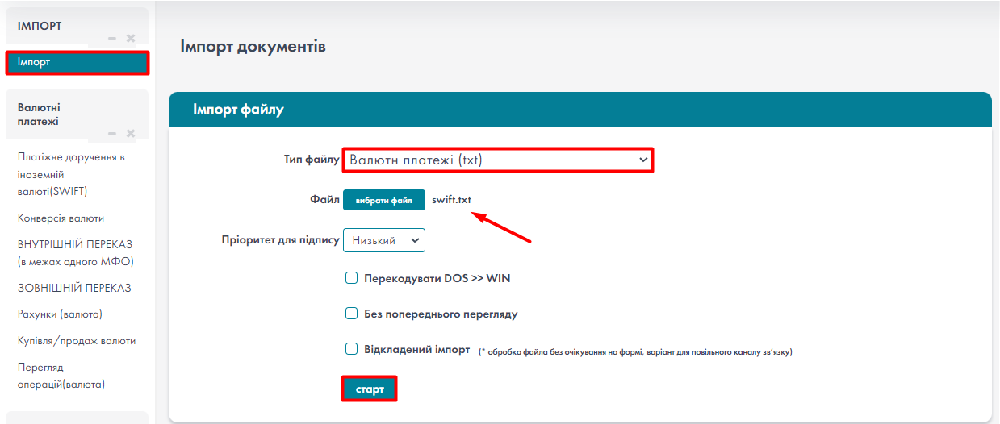 ІМПОРТ
Імпорт
Валютні
платежі
Платіжне доручення в
іноземній
валюті(SWIFT)
Конверсія валюти
ВНУТРІШНІЙ ПЕРЕКАЗ
(в межах одного МФО)
ЗОВНІШНІЙ ПЕРЕКАЗ
Рахунки (валюта)
Купівля/продаж валюти
Перегляд
операцій(валюта)
Імпорт документів
Імпорт файлу
Тип файлу Валютн платежі (txt)
Файл вибрати файл swift.txt
Пріоритет для підпису Низький
Перекодувати DOS >> WIN
Без попереднього перегляду
Відкладений імпорт (* обробка файла без очікування на формі, варіант для повільного каналу зв'язку)
старт